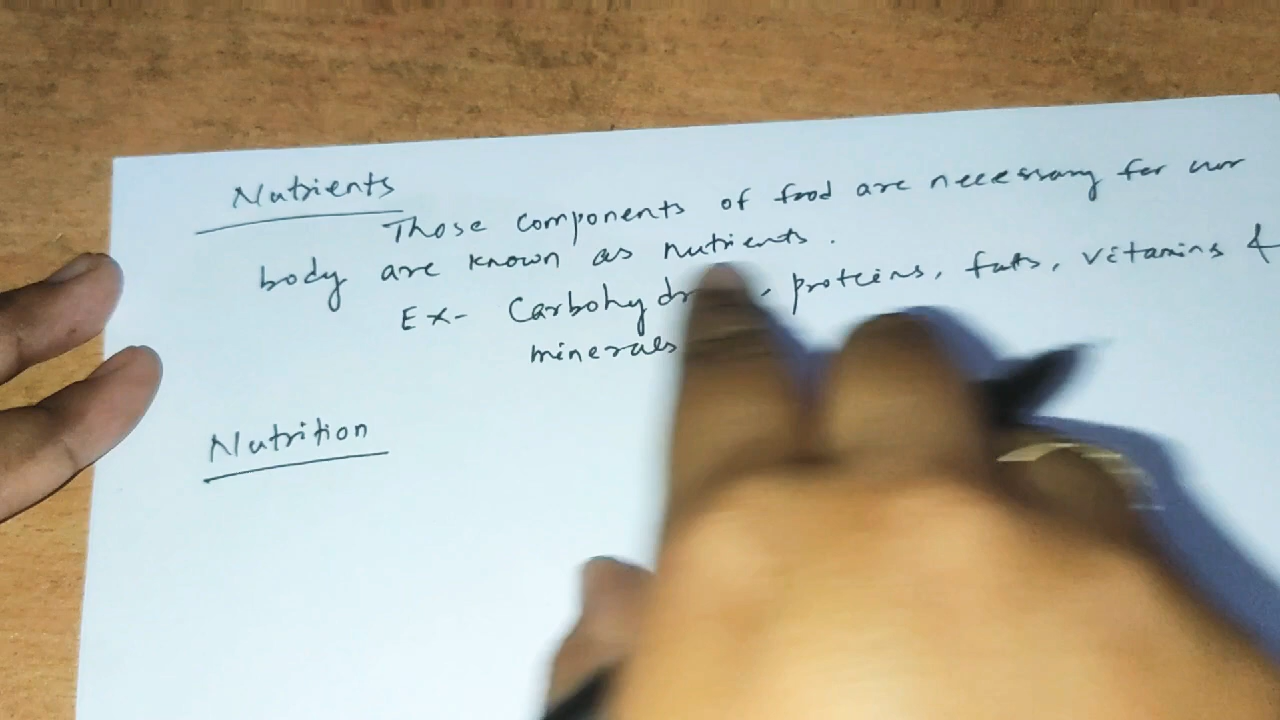 Nutrients
Those components of food are necessary for our
body are known as nutrients.
Ex- Carbohydr , proteins, fats, vitamins &
minerals
Nutrition